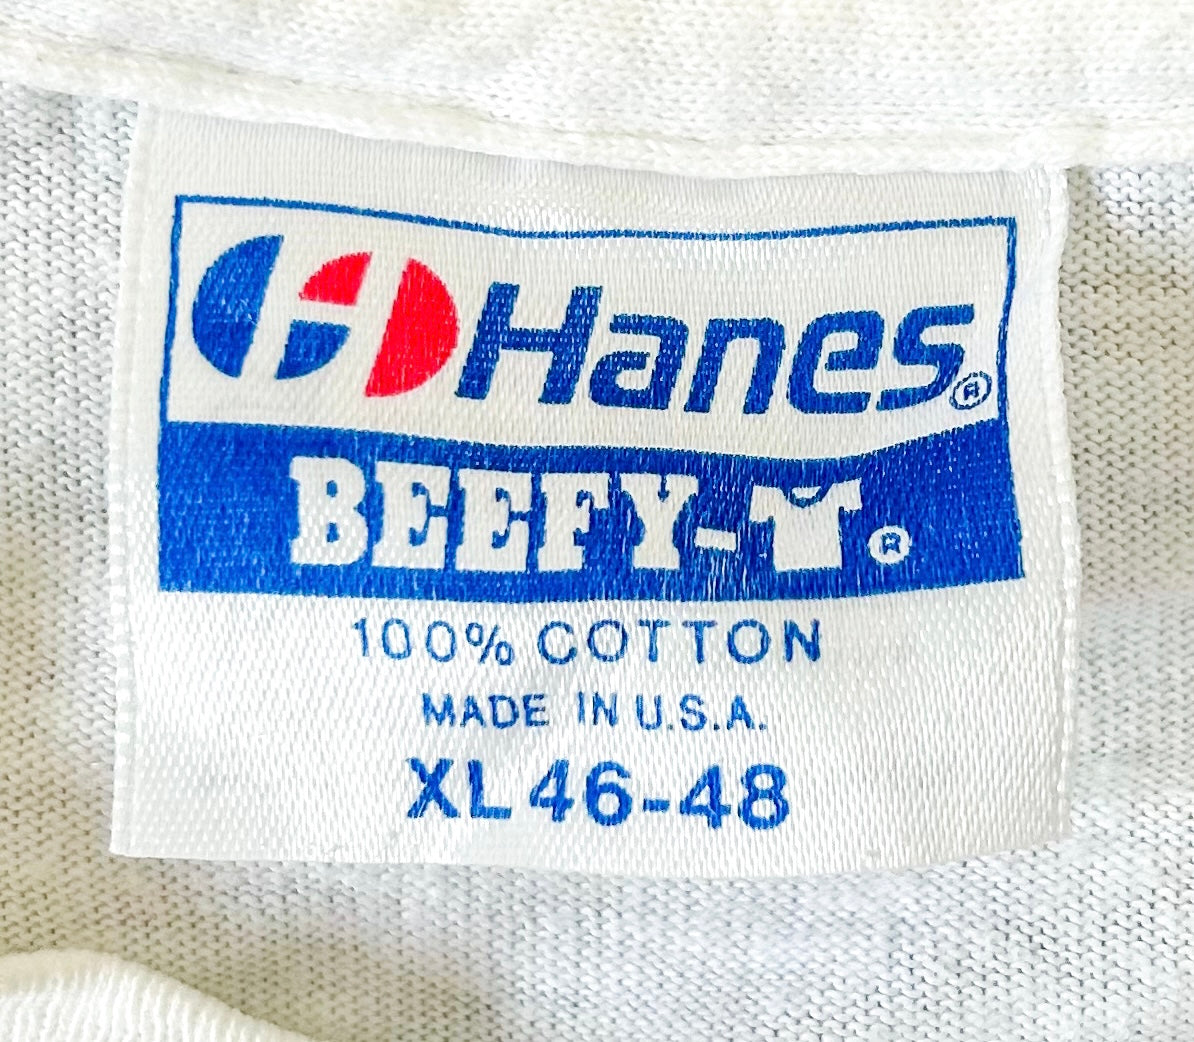 Hanes®
BEEFY-T®
100% COTTON
MADE IN U.S.A.
XL 46-48